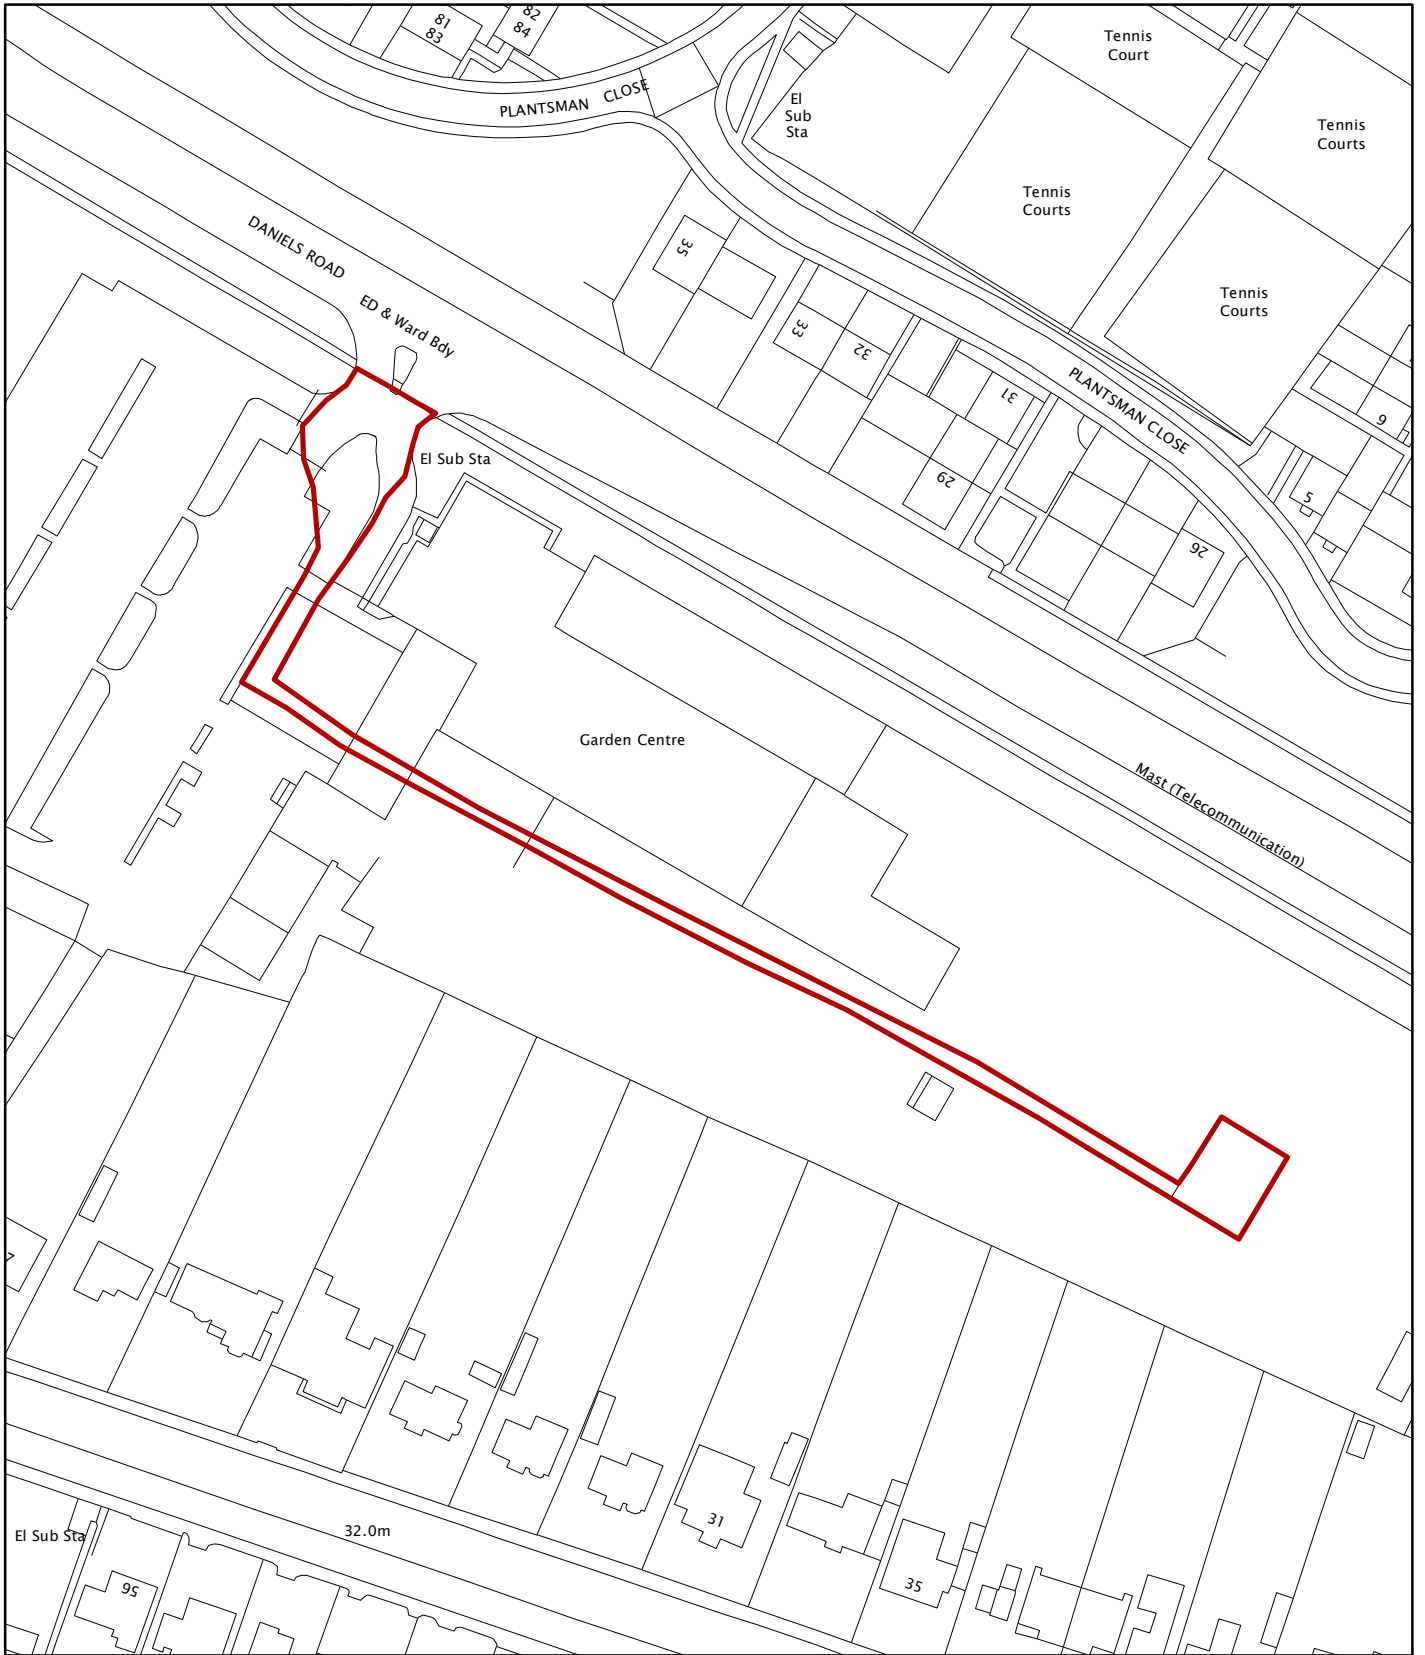 81
83
82
84
PLANTSMAN CLOSE
El
Sub
Sta
Tennis
Court
Tennis
Courts
Tennis
Courts
Tennis
Courts
DANIELS ROAD
ED & Ward Bdy
35
33
32
31
29
26
PLANTSMAN CLOSE
9
5
El Sub Sta
Garden Centre
Mast (Telecommunication)
31
35
32.0m
El Sub Sta
56